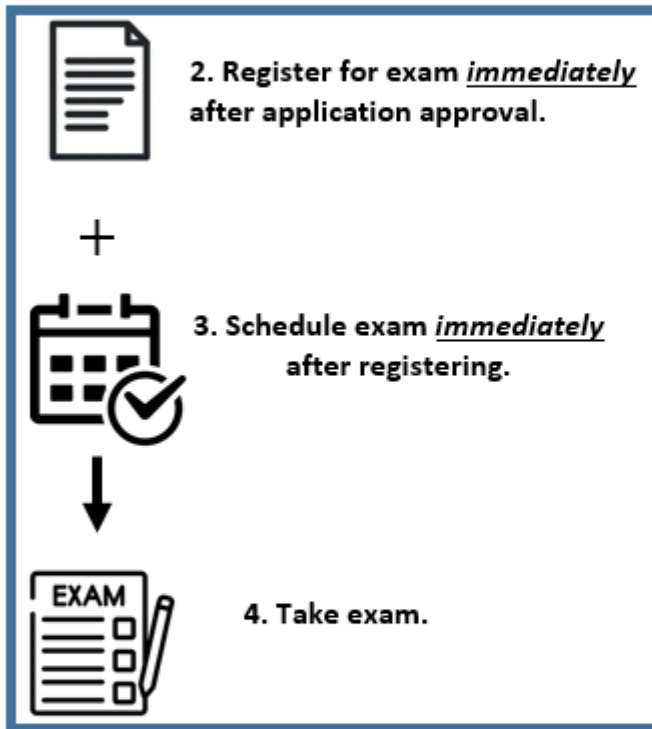 2. Register for exam immediately
after application approval.
+
3. Schedule exam immediately
after registering.
EXAM
4. Take exam.